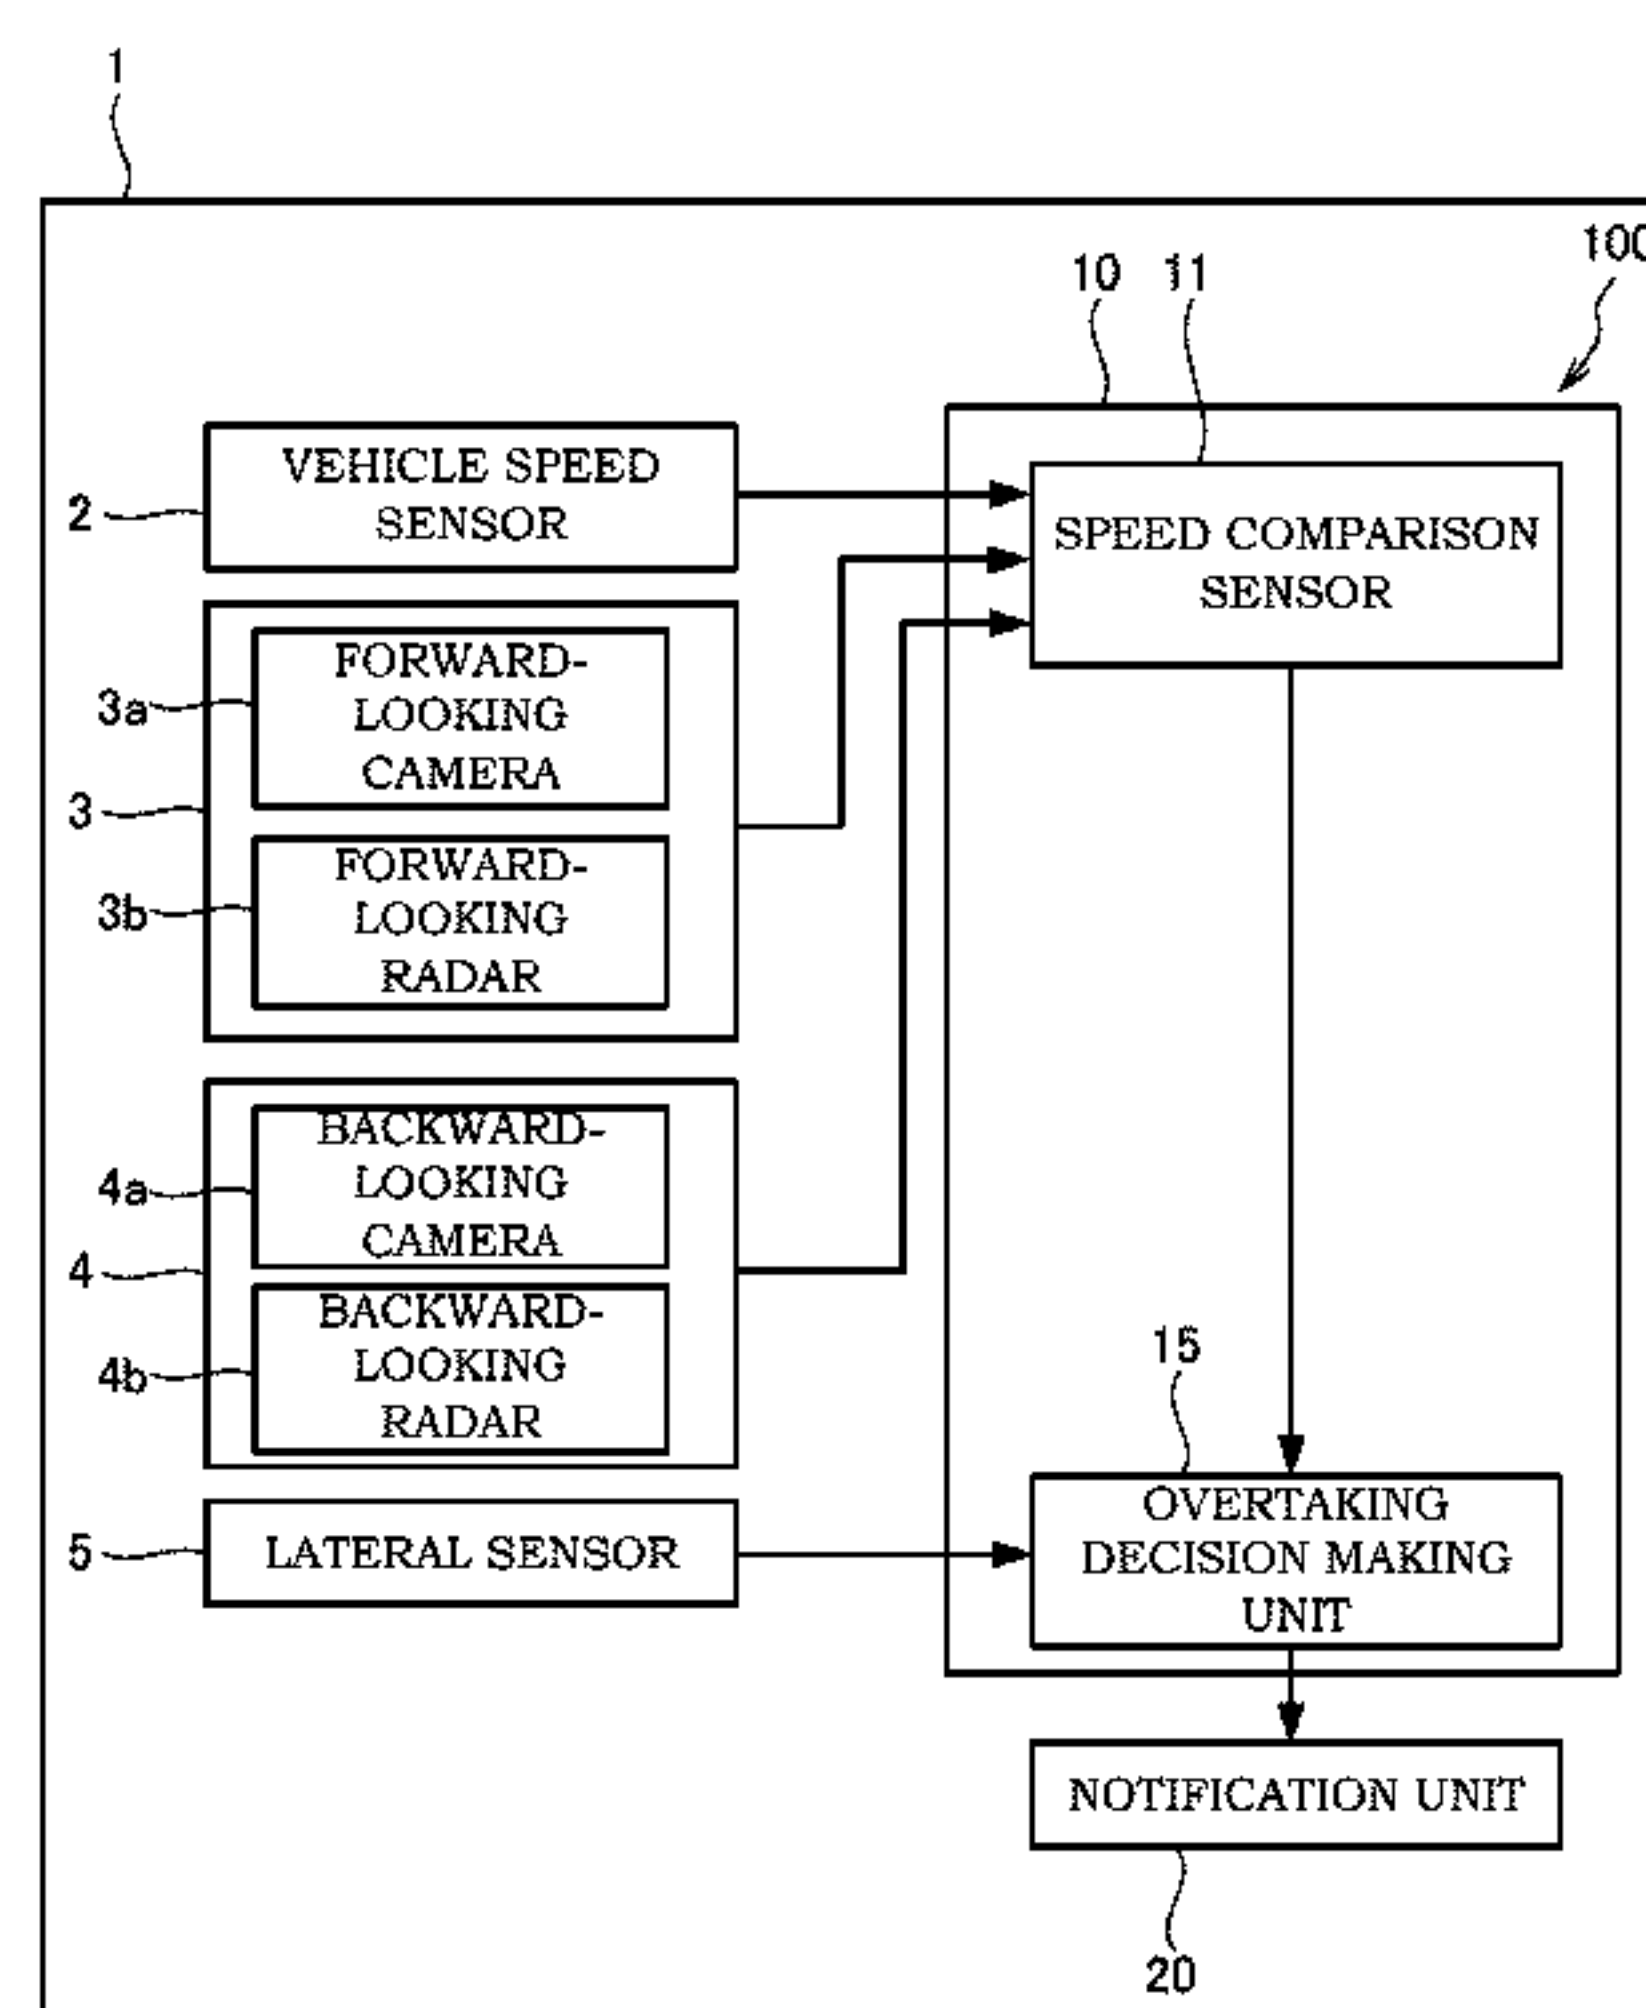 1
100
10
11
VEHICLE SPEED
SENSOR
2
SPEED COMPARISON
SENSOR
FORWARD-
LOOKING
CAMERA
3a
3
FORWARD-
LOOKING
RADAR
3b
BACKWARD-
LOOKING
CAMERA
4a
4
BACKWARD-
LOOKING
RADAR
4b
15
OVERTAKING
DECISION MAKING
UNIT
5
LATERAL SENSOR
NOTIFICATION UNIT
20